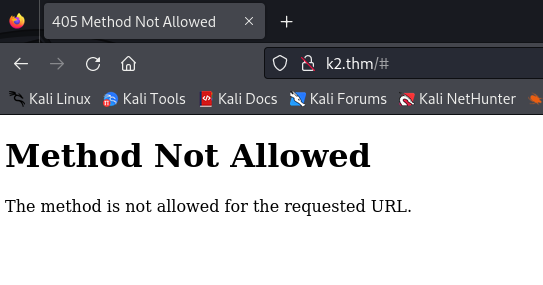 405 Method Not Allowed
k2.thm/#
Kali Linux Kali Tools Kali Docs Kali Forums Kali NetHunter
Method Not Allowed
The method is not allowed for the requested URL.